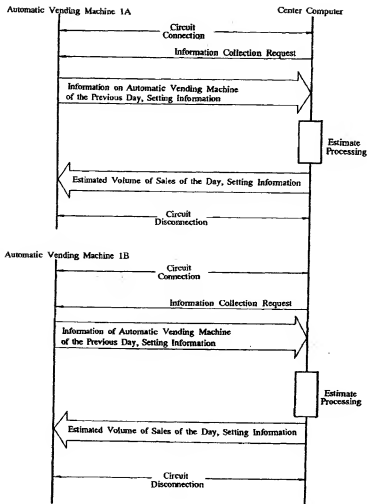 Automatic Vending Machine 1A
Center Computer
Circuit
Connection
Information Collection Request
Information on Automatic Vending Machine
of the Previous Day, Setting Information
Estimate
Processing
Estimated Volume of Sales of the Day, Setting Information
Circuit
Disconnection
Automatic Vending Machine 1B
Circuit
Connection
Information Collection Request
Information of Automatic Vending Machine
of the Previous Day, Setting Information
Estimate
Processing
Estimated Volume of Sales of the Day, Setting Information
Circuit
Disconnection